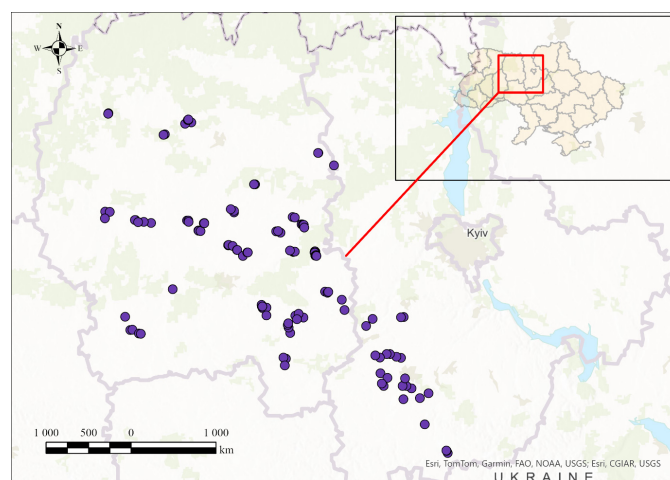 N
W E
S
Kyiv
1 000 500 0 1 000
km
Esri, TomTom, Garmin, FAO, NOAA, USGS; Esri, CGIAR, USGS
UKRAINE